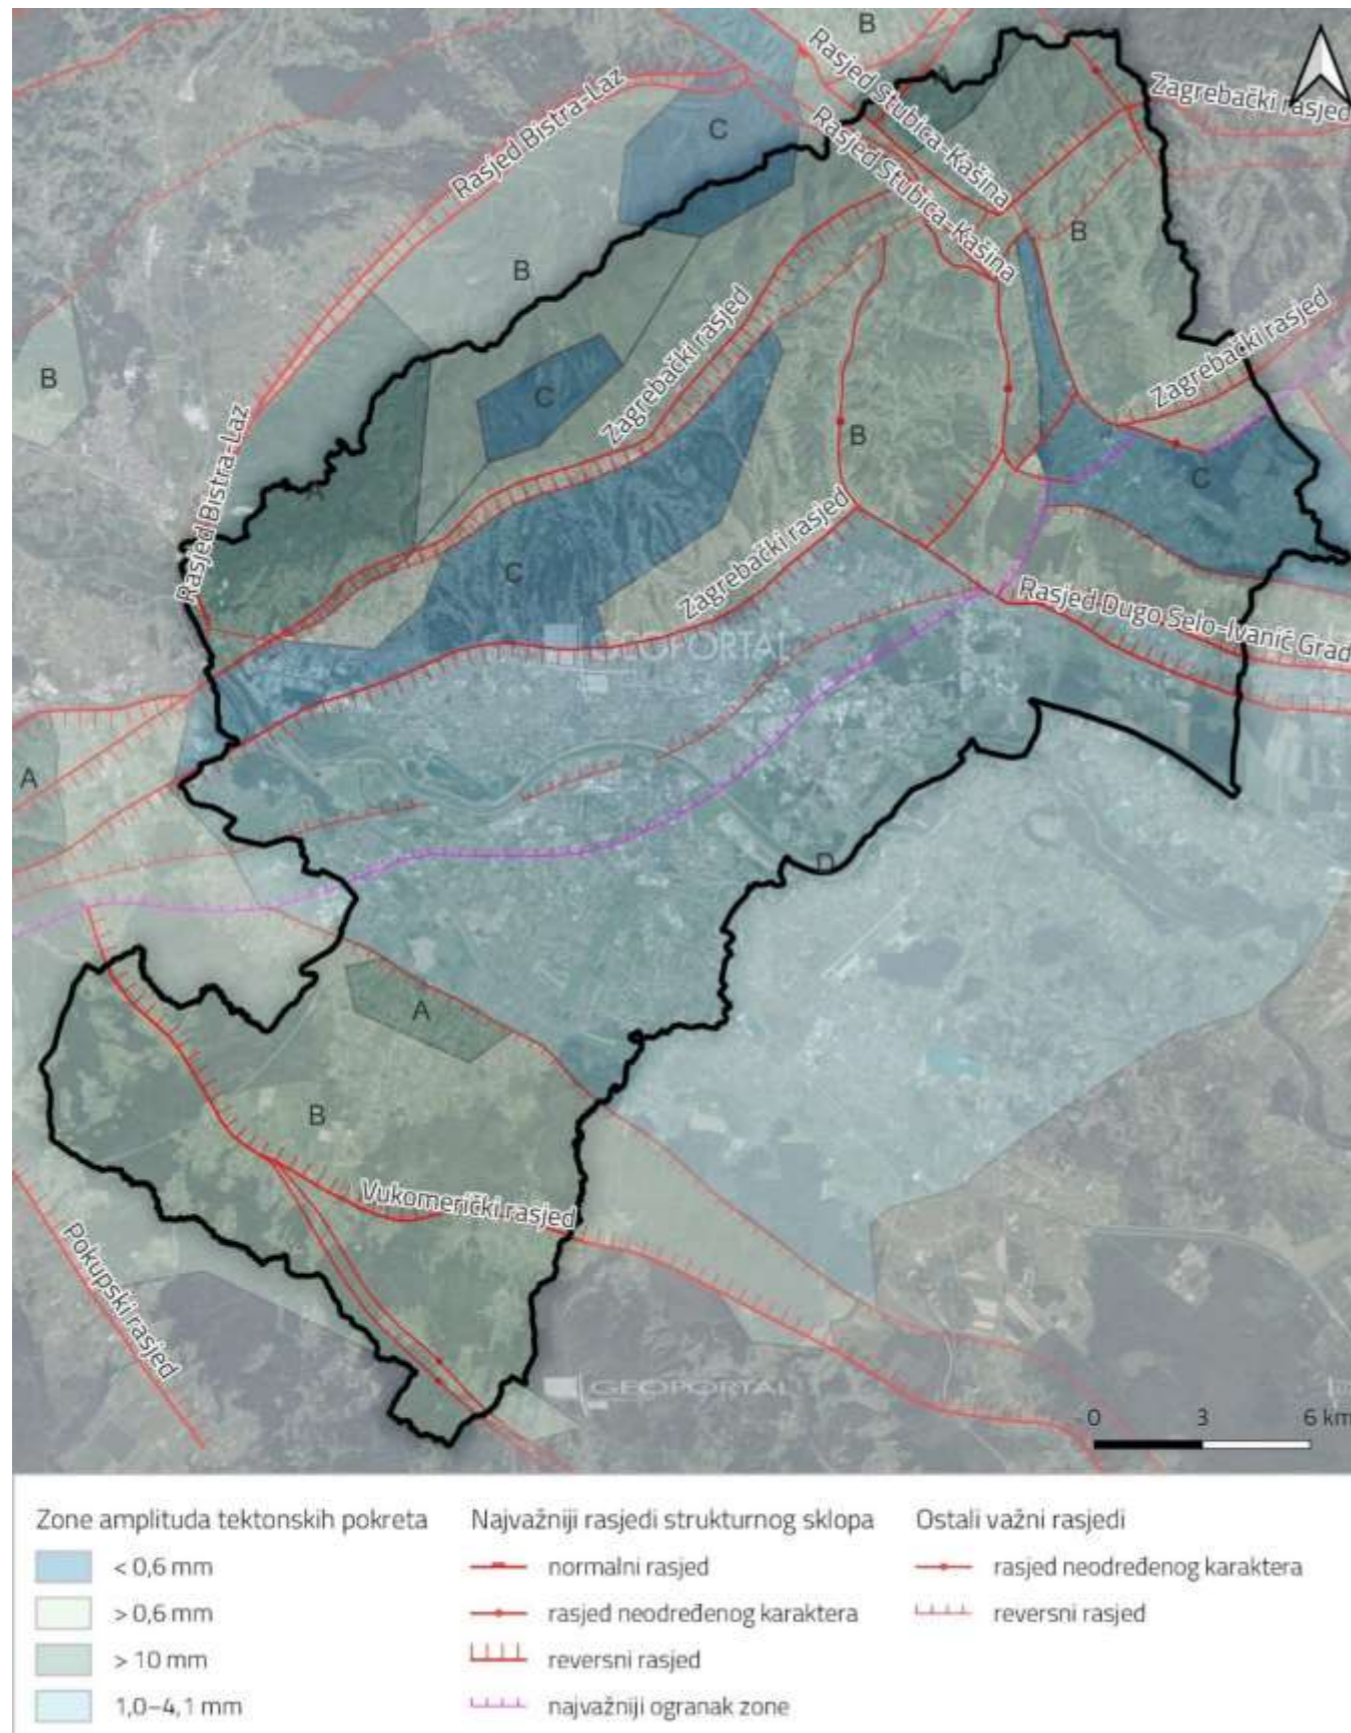 B
Rasjed Stubica-Kašina
A
Zagrebački rasjed
Rasjed Bistra-Laz
C
Rasjed Stubica-Kašina
B
B
Zagrebački rasjed
Zagrebački rasjed
B
C
B
Rasjed Bistra-Laz
A
C
Zagrebački rasjed
C
Rasjed Dugo Selo-Ivanić Grad
GEOPORTAL
A
D
A
B
Vukomerički rasjed
Pokupski rasjed
GEOPORTAL
0 3 6 km
Zone amplituda tektonskih pokreta
< 0,6 mm
> 0,6 mm
> 10 mm
1,0–4,1 mm
Najvažniji rasjedi strukturnog sklopa
normalni rasjed
rasjed neodređenog karaktera
reversni rasjed
najvažniji ogranak zone
Ostali važni rasjedi
rasjed neodređenog karaktera
reversni rasjed